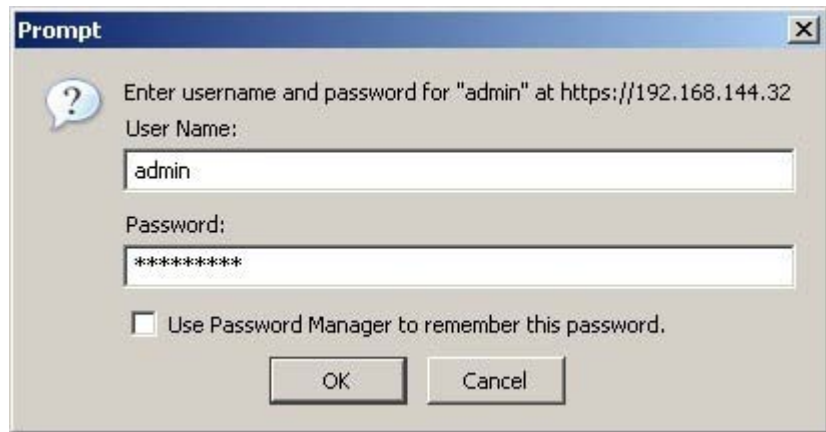 Prompt
Enter username and password for "admin" at https://192.168.144.32
User Name:
admin
Password:
*********
Use Password Manager to remember this password.
OK
Cancel